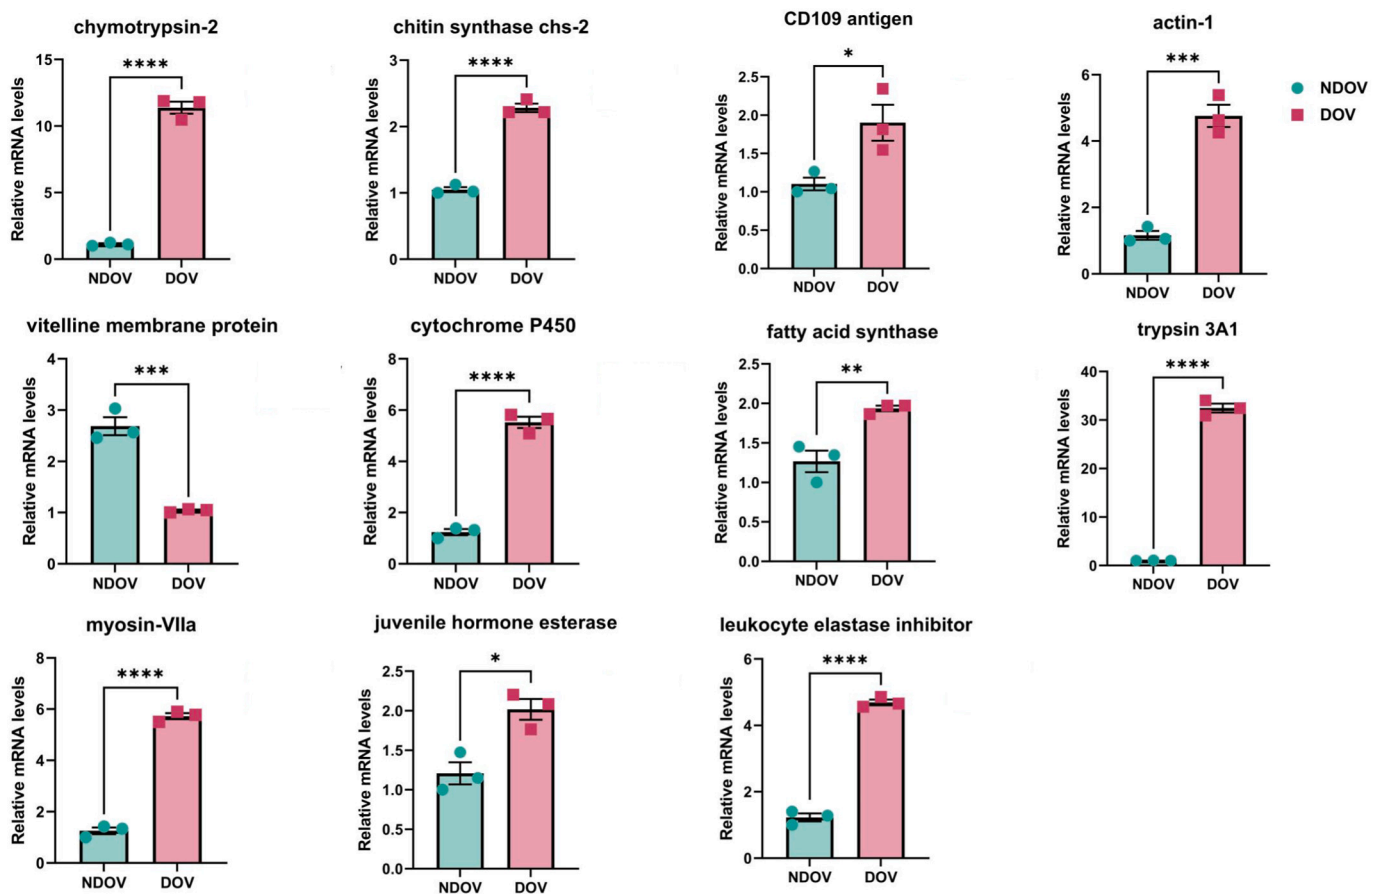 chymotrypsin-2
Relative mRNA levels
15
10
5
0
****
NDOV
DOV
chitin synthase chs-2
Relative mRNA levels
3
2
1
0
****
NDOV
DOV
CD109 antigen
Relative mRNA levels
2.5
2.0
1.5
1.0
0.5
0.0
*
NDOV
DOV
actin-1
Relative mRNA levels
6
4
2
0
***
NDOV
DOV
NDOV
DOV
vitelline membrane protein
Relative mRNA levels
4
3
2
1
0
***
NDOV
DOV
cytochrome P450
Relative mRNA levels
8
6
4
2
0
****
NDOV
DOV
fatty acid synthase
Relative mRNA levels
2.5
2.0
1.5
1.0
0.5
0.0
**
NDOV
DOV
trypsin 3A1
Relative mRNA levels
40
30
20
10
0
****
NDOV
DOV
myosin-VIIa
Relative mRNA levels
8
6
4
2
0
****
NDOV
DOV
juvenile hormone esterase
Relative mRNA levels
2.5
2.0
1.5
1.0
0.5
0.0
*
NDOV
DOV
leukocyte elastase inhibitor
Relative mRNA levels
6
4
2
0
****
NDOV
DOV